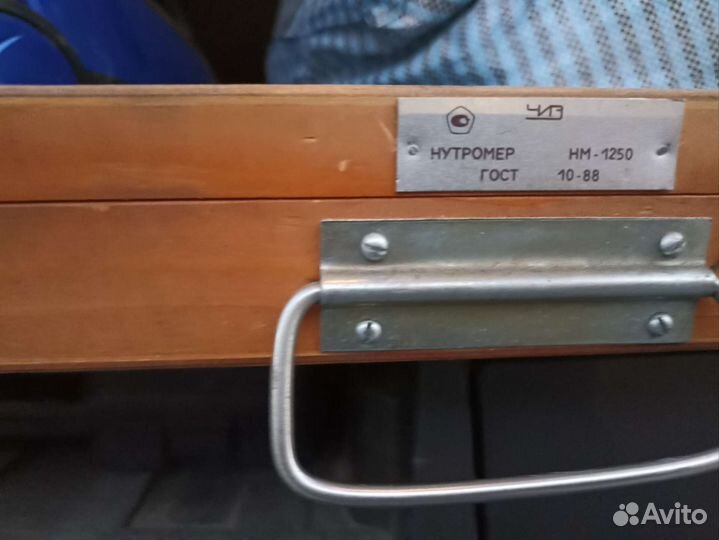 ЧИЗ
НУТРОМЕР НМ-1250
ГОСТ 10-88
Avito